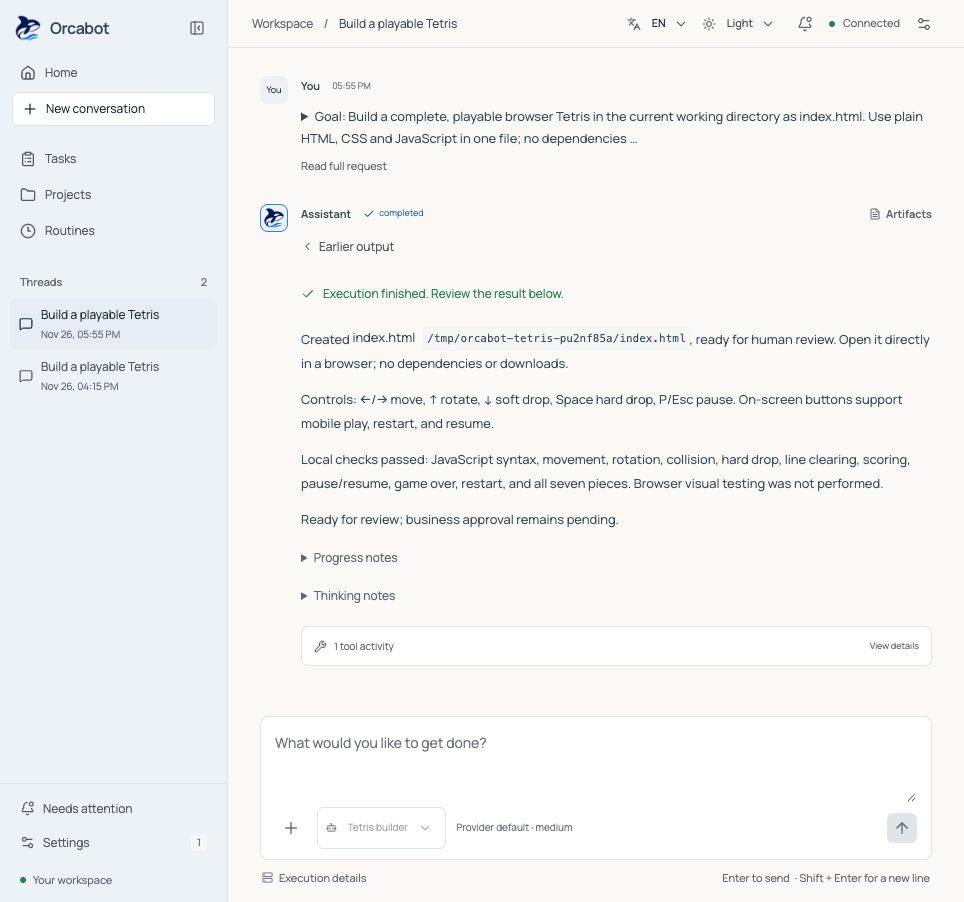 Orcabot
Home
New conversation
Tasks
Projects
Routines
Threads 2
Build a playable Tetris
Nov 26, 05:55 PM
Build a playable Tetris
Nov 26, 04:15 PM
Needs attention
Settings 1
Your workspace
Workspace / Build a playable Tetris
EN
Light
Connected
You
You 05:55 PM
Goal: Build a complete, playable browser Tetris in the current working directory as index.html. Use plain
HTML, CSS and JavaScript in one file; no dependencies …
Read full request
Assistant completed Artifacts
Earlier output
Execution finished. Review the result below.
Created index.html /tmp/orcabot-tetris-pu2nf85a/index.html , ready for human review. Open it directly
in a browser; no dependencies or downloads.
Controls: ←/→ move, ↑ rotate, ↓ soft drop, Space hard drop, P/Esc pause. On-screen buttons support
mobile play, restart, and resume.
Local checks passed: JavaScript syntax, movement, rotation, collision, hard drop, line clearing, scoring,
pause/resume, game over, restart, and all seven pieces. Browser visual testing was not performed.
Ready for review; business approval remains pending.
Progress notes
Thinking notes
1 tool activity View details
What would you like to get done?
Tetris builder Provider default · medium
Execution details Enter to send · Shift + Enter for a new line